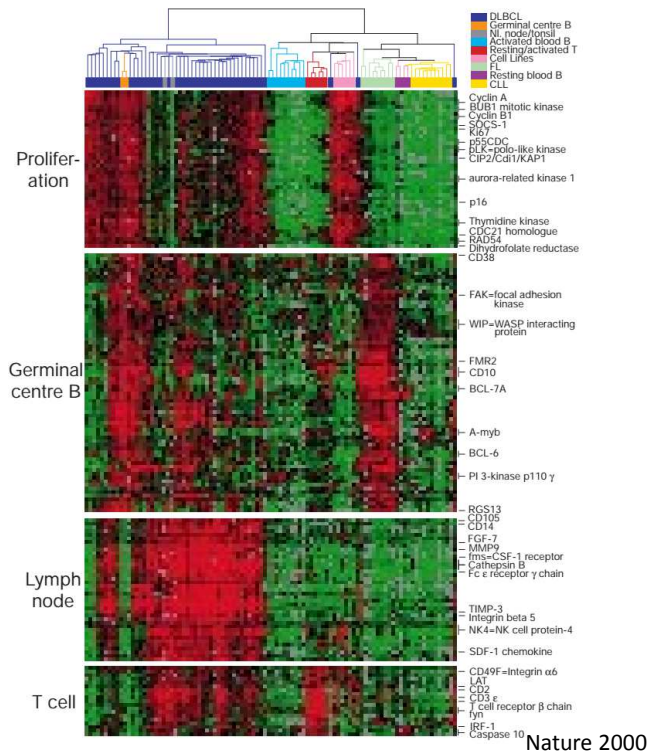 DLBCL
Germinal centre B
Nl. node/tonsil
Activated blood B
Resting/activated T
Cell Lines
FL
Resting blood B
CLL
Prolifer-
ation
Cyclin A
BUB1 mitotic kinase
Cyclin B1
SOCS-1
Ki67
p55CDC
pLK=polo-like kinase
CIP2/Cdi1/KAP1
aurora-related kinase 1
p16
Thymidine kinase
CDC21 homologue
RAD54
Dihydrofolate reductase
Germinal
centre B
CD38
FAK=focal adhesion
kinase
WIP=WASP interacting
protein
FMR2
CD10
BCL-7A
A-myb
BCL-6
PI 3-kinase p110 γ
RGS13
Lymph
node
CD105
CD14
FGF-7
MMP9
fms=CSF-1 receptor
Cathepsin B
Fc ε receptor γ chain
TIMP-3
Integrin beta 5
NK4=NK cell protein-4
SDF-1 chemokine
T cell
CD49F=Integrin α6
LAT
CD2
CD3 ε
T cell receptor β chain
fyn
IRF-1
Caspase 10
Nature 2000